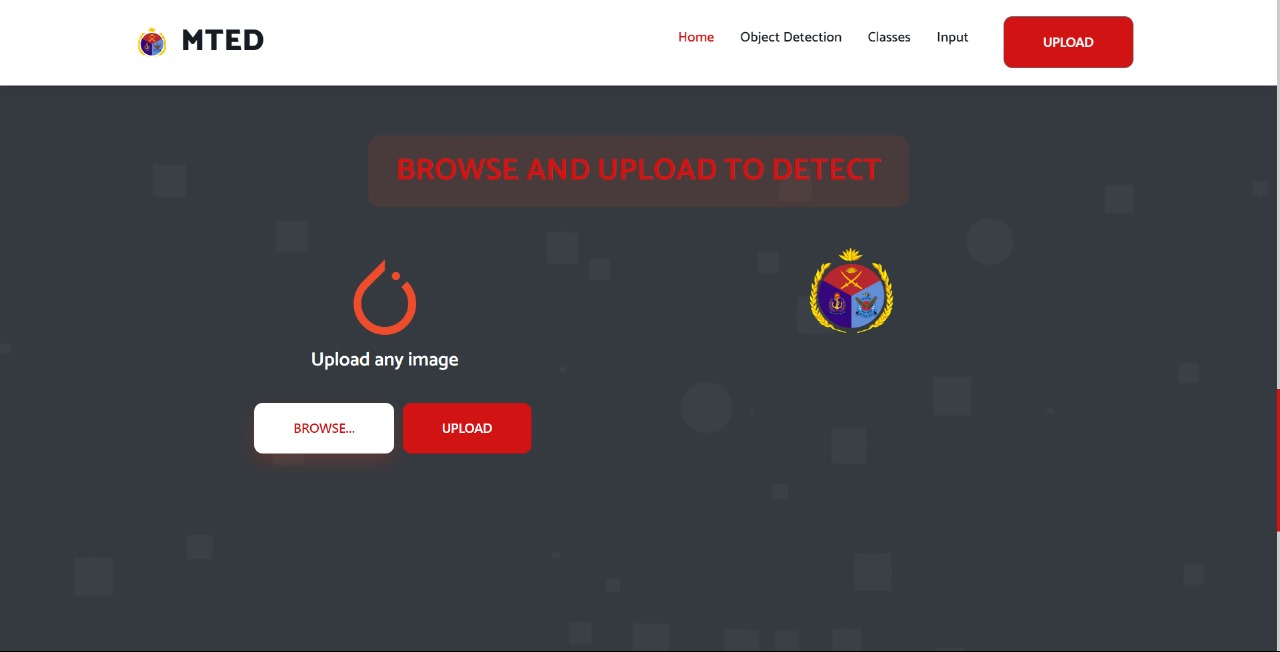 MTED
Home
Object Detection
Classes
Input
UPLOAD
BROWSE AND UPLOAD TO DETECT
Upload any image
BROWSE...
UPLOAD